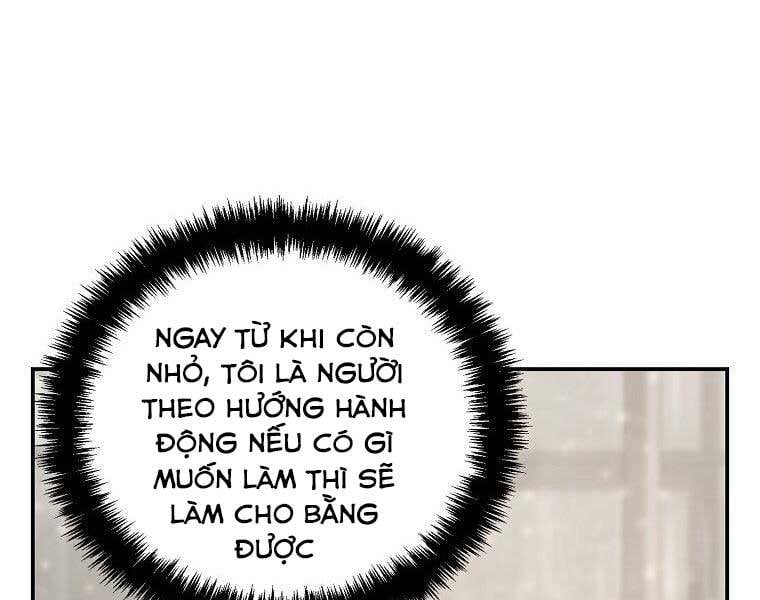 NGAY TỪ KHI CÒN
NHỎ, TÔI LÀ NGƯỜI
THEO HƯỚNG HÀNH
ĐỘNG NẾU CÓ GÌ
MUỐN LÀM THÌ SẼ
LÀM CHO BẰNG
ĐƯỢC